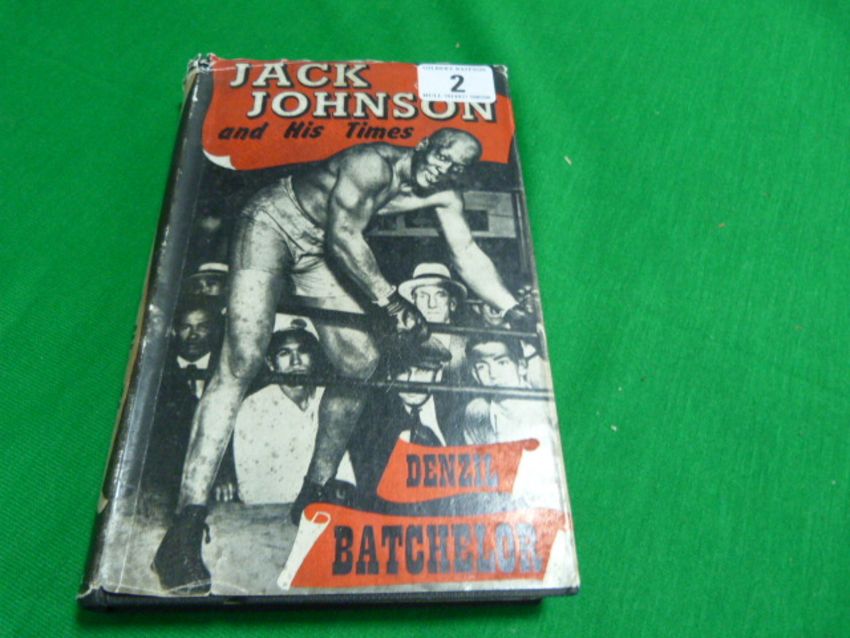 JACK
JOHNSON
and His Times
2
DENZIL
BATCHELOR